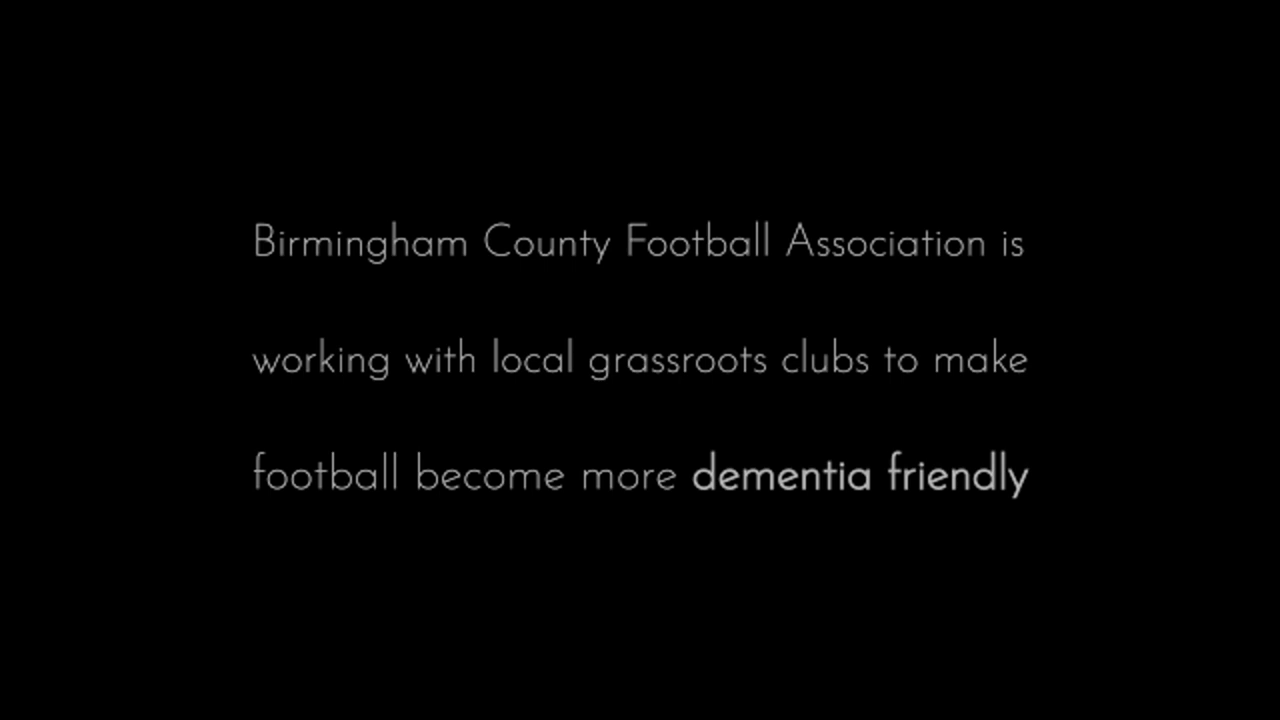 Birmingham County Football Association is
working with local grassroots clubs to make
football become more dementia friendly